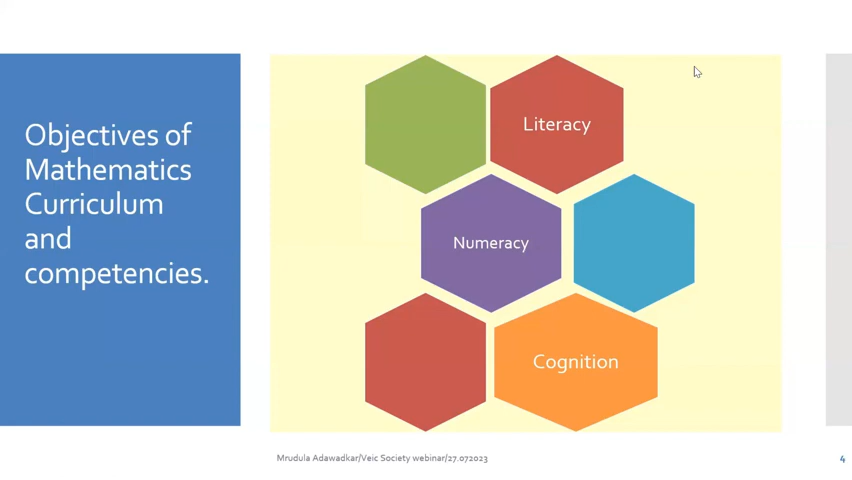 Objectives of
Mathematics
Curriculum
and
competencies.
Literacy
Numeracy
Cognition
Mrudula Adawadkar/Veic Society webinar/27.072023
4